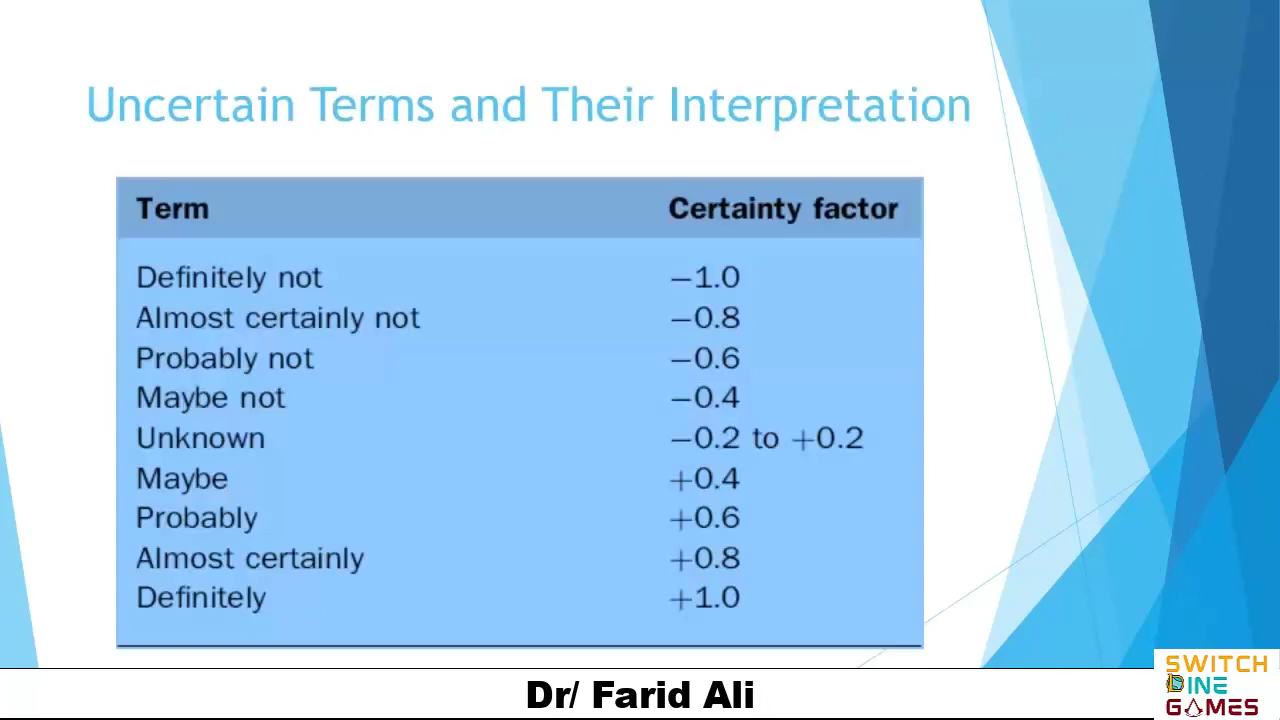 Uncertain Terms and Their Interpretation
Term Certainty factor
Definitely not −1.0
Almost certainly not −0.8
Probably not −0.6
Maybe not −0.4
Unknown −0.2 to +0.2
Maybe +0.4
Probably +0.6
Almost certainly +0.8
Definitely +1.0
Dr/ Farid Ali
SWITCH
DINE
GAMES